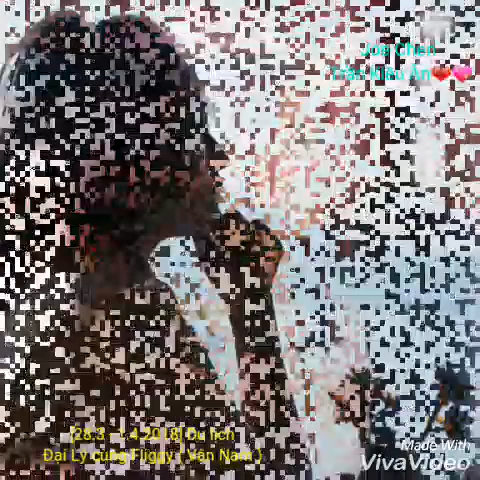 Joe Chen
Trần Kiều Ân❤💕
[28.3 - 1.4.2018] Du lịch
Đại Lý cùng Fliggy ( Vân Nam )
Made With
VivaVideo